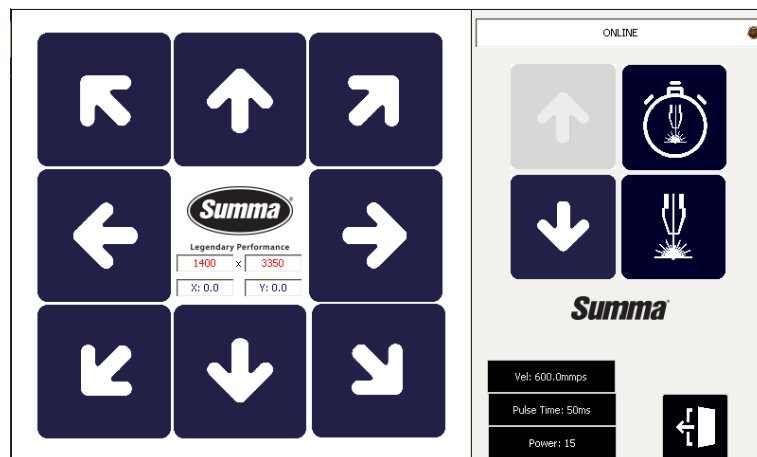 ONLINE
Summa
Legendary Performance
1400 x 3350
X: 0.0 Y: 0.0
Summa
Vel: 600.0mmps
Pulse Time: 50ms
Power: 15